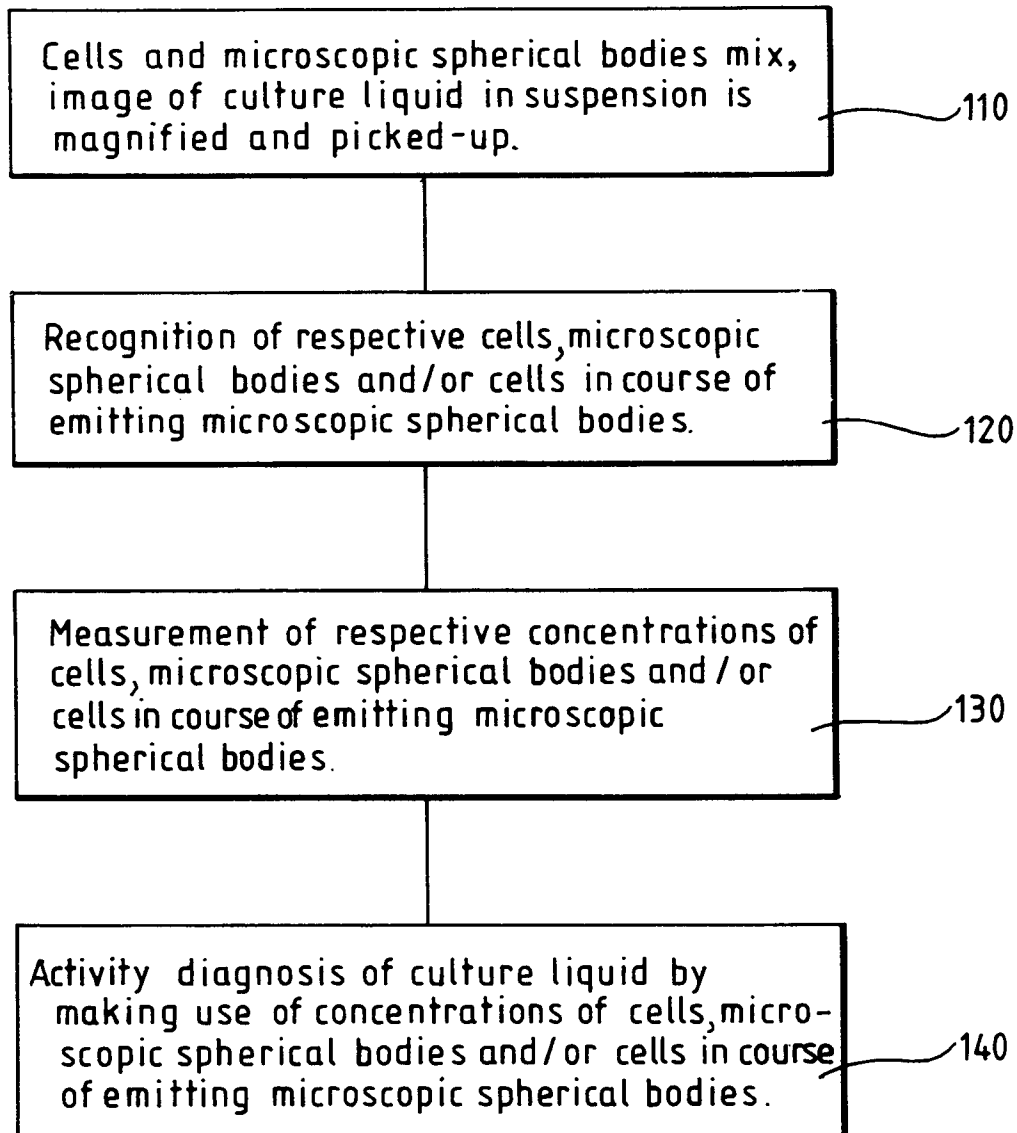 Cells and microscopic spherical bodies mix,
image of culture liquid in suspension is
magnified and picked-up.
110
Recognition of respective cells, microscopic
spherical bodies and/or cells in course of
emitting microscopic spherical bodies.
120
Measurement of respective concentrations of
cells, microscopic spherical bodies and / or
cells in course of emitting microscopic
spherical bodies.
130
Activity diagnosis of culture liquid by
making use of concentrations of cells, micro-
scopic spherical bodies and/or cells in course
of emitting microscopic spherical bodies.
140